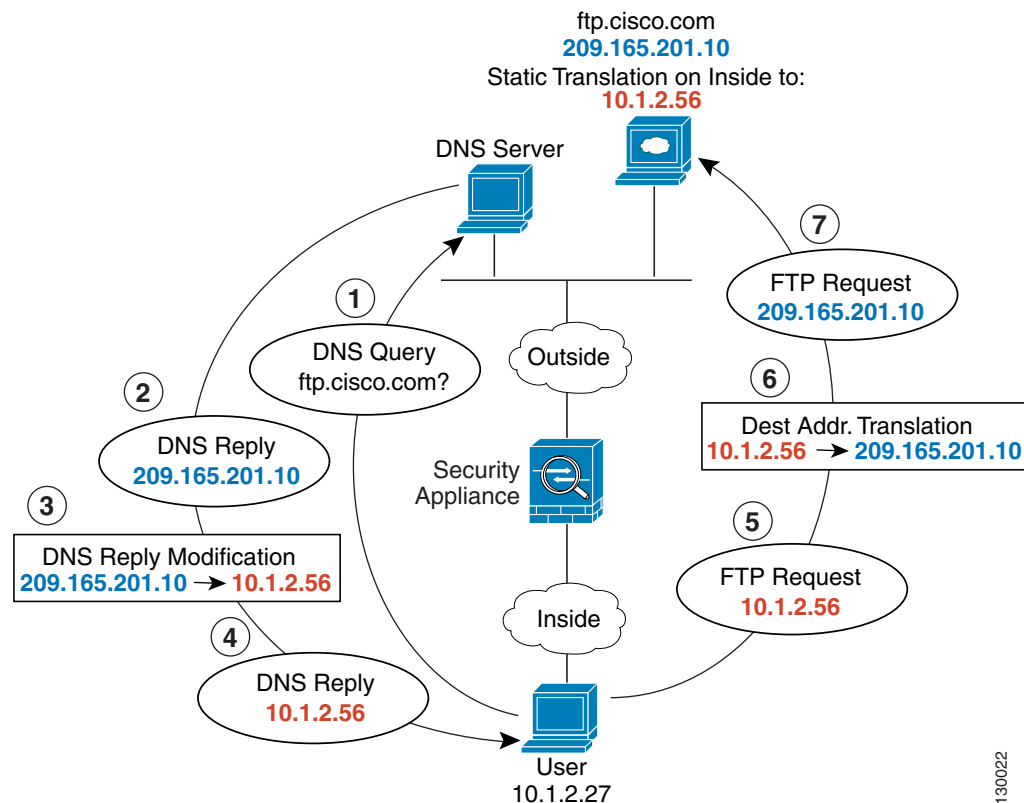 ftp.cisco.com
209.165.201.10
Static Translation on Inside to:
10.1.2.56
DNS Server
7
FTP Request
209.165.201.10
1
DNS Query
ftp.cisco.com?
Outside
6
Dest Addr. Translation
10.1.2.56 → 209.165.201.10
2
DNS Reply
209.165.201.10
Security
Appliance
3
DNS Reply Modification
209.165.201.10 → 10.1.2.56
5
FTP Request
10.1.2.56
Inside
4
DNS Reply
10.1.2.56
User
10.1.2.27
130022